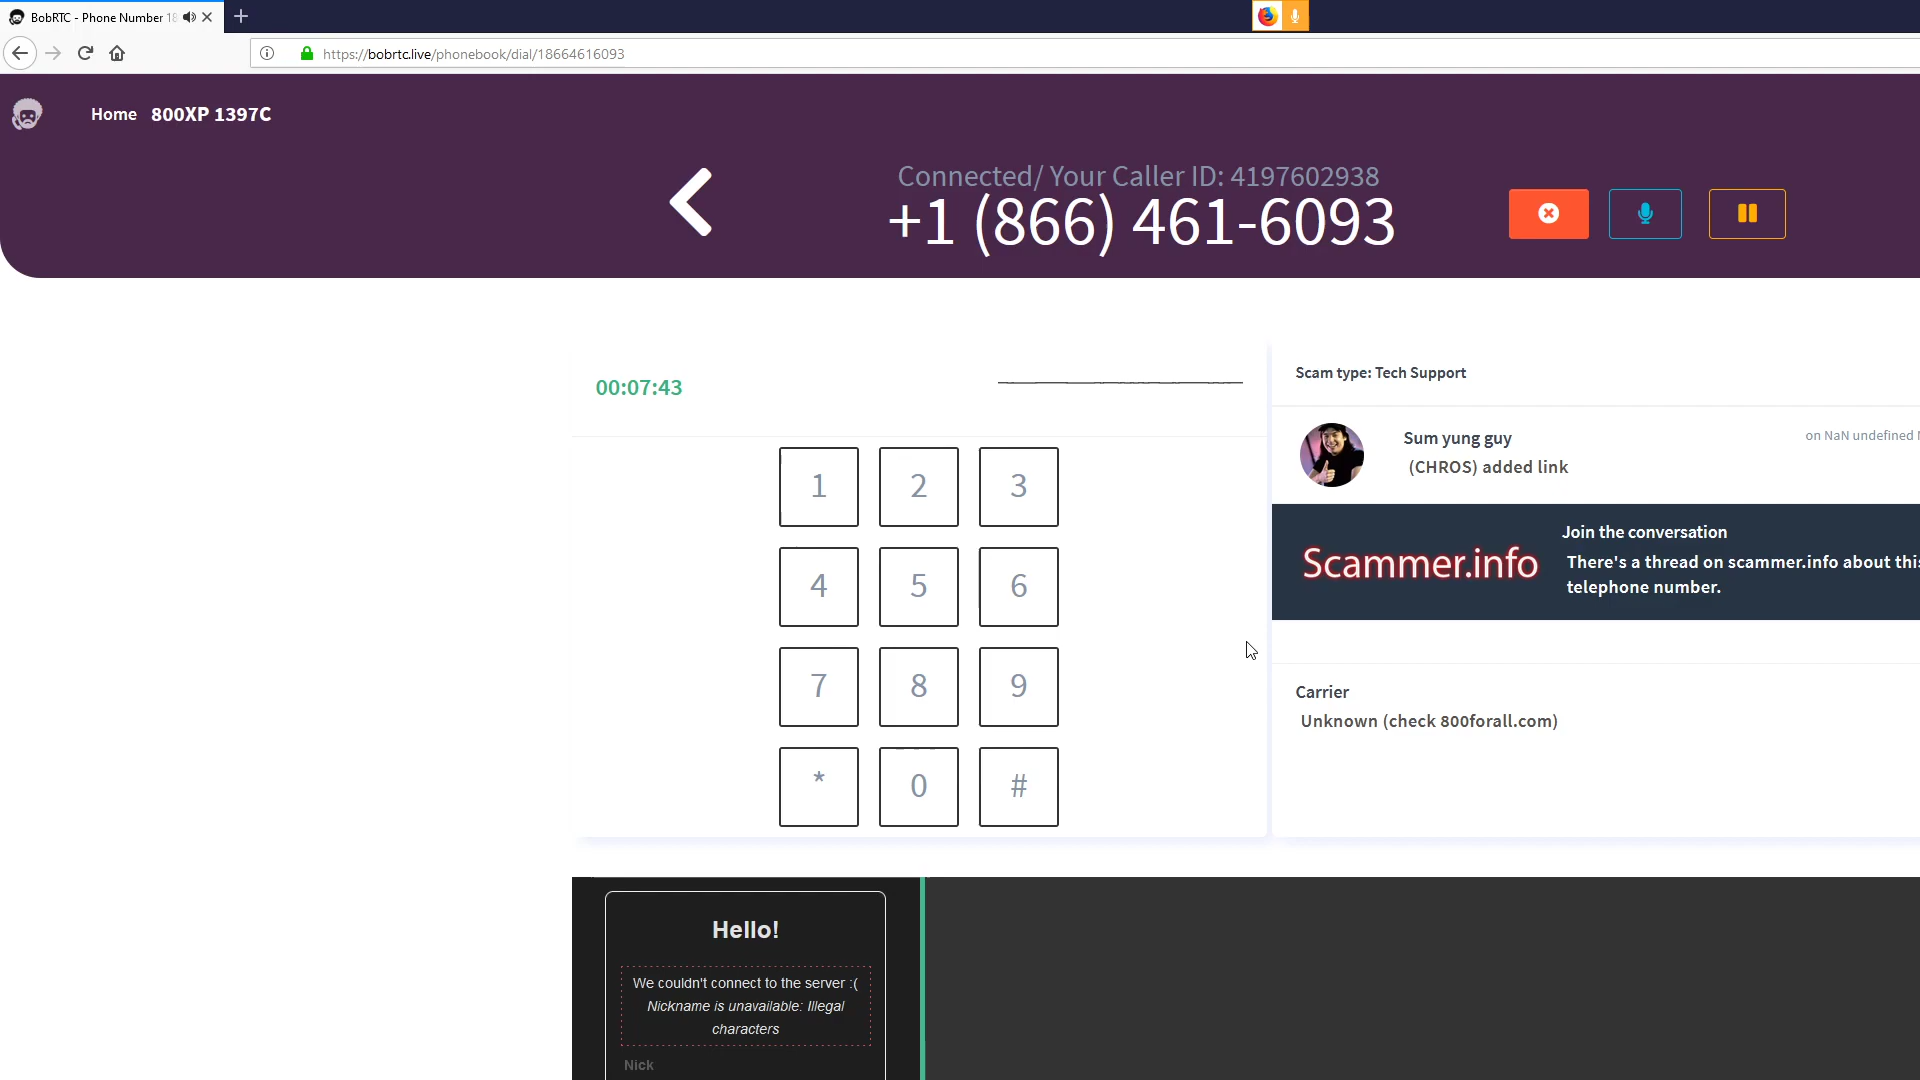 BobRTC - Phone Number 18
https://bobrtc.live/phonebook/dial/18664616093
Home 800XP 1397C
Connected/ Your Caller ID: 4197602938
+1 (866) 461-6093
00:07:43
1 2 3
4 5 6
7 8 9
* 0 #
Scam type: Tech Support
Sum yung guy
on NaN undefined
(CHROS) added link
Scammer.info
Join the conversation
There's a thread on scammer.info about this
telephone number.
Carrier
Unknown (check 800forall.com)
Hello!
We couldn't connect to the server :(
Nickname is unavailable: Illegal
characters
Nick